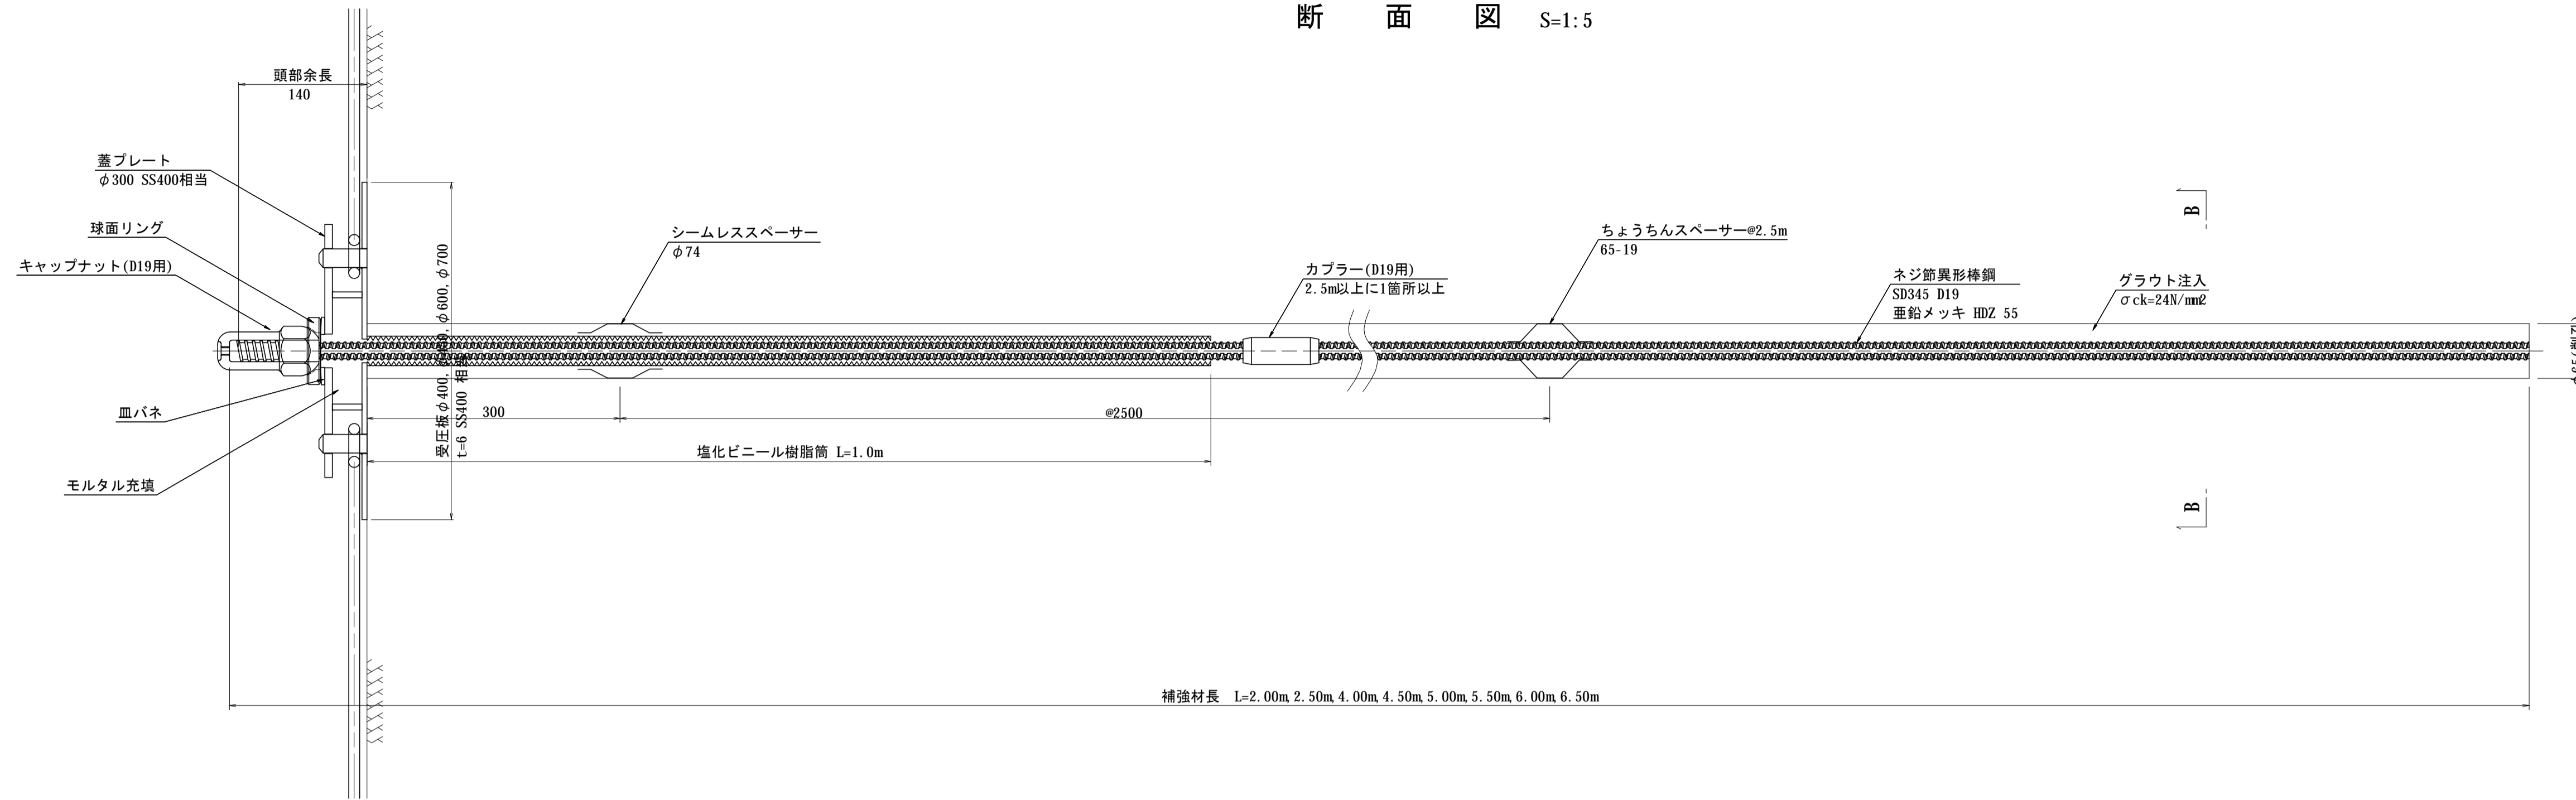 断 面 図 S=1:5
頭部余長
140
蓋プレート
φ300 SS400相当
球面リング
キャップナット(D19用)
皿バネ
モルタル充填
受圧板φ400,φ450,φ600,φ700
t=6 SS400 相当
シームレススペーサー
φ74
カプラー(D19用)
2.5m以上に1箇所以上
ちょうちんスペーサー@2.5m
65-19
ネジ節異形棒鋼
SD345 D19
亜鉛メッキ HDZ 55
グラウト注入
σck=24N/mm2
B
B
300
@2500
塩化ビニール樹脂筒 L=1.0m
補強材長 L=2.00m,2.50m,4.00m,4.50m,5.00m,5.50m,6.00m,6.50m